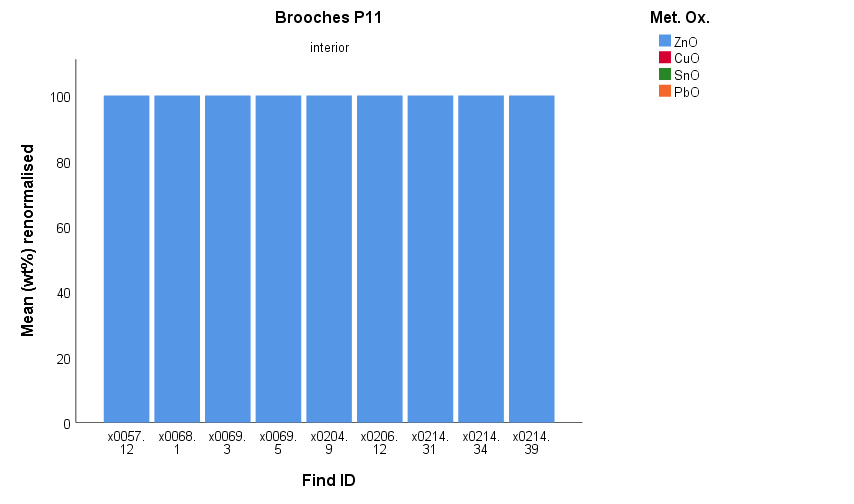 Brooches P11
interior
Met. Ox.
ZnO
CuO
SnO
PbO
Mean (wt%) renormalised
100
80
60
40
20
0
x0057.
12
x0068.
1
x0069.
3
x0069.
5
x0204.
9
x0206.
12
x0214.
31
x0214.
34
x0214.
39
Find ID